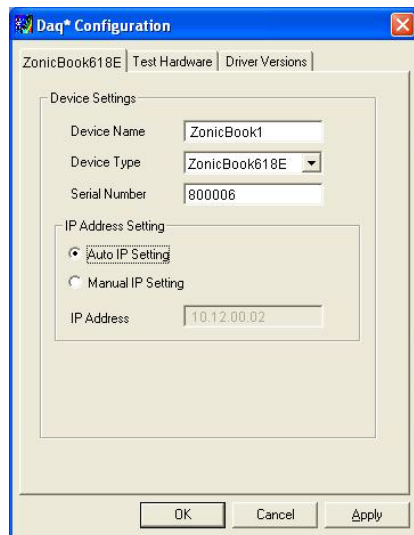 Daq* Configuration
ZonicBook618E Test Hardware Driver Versions
Device Settings
Device Name ZonicBook1
Device Type ZonicBook618E
Serial Number 800006
IP Address Setting
Auto IP Setting
Manual IP Setting
IP Address 10.12.00.02
OK Cancel Apply